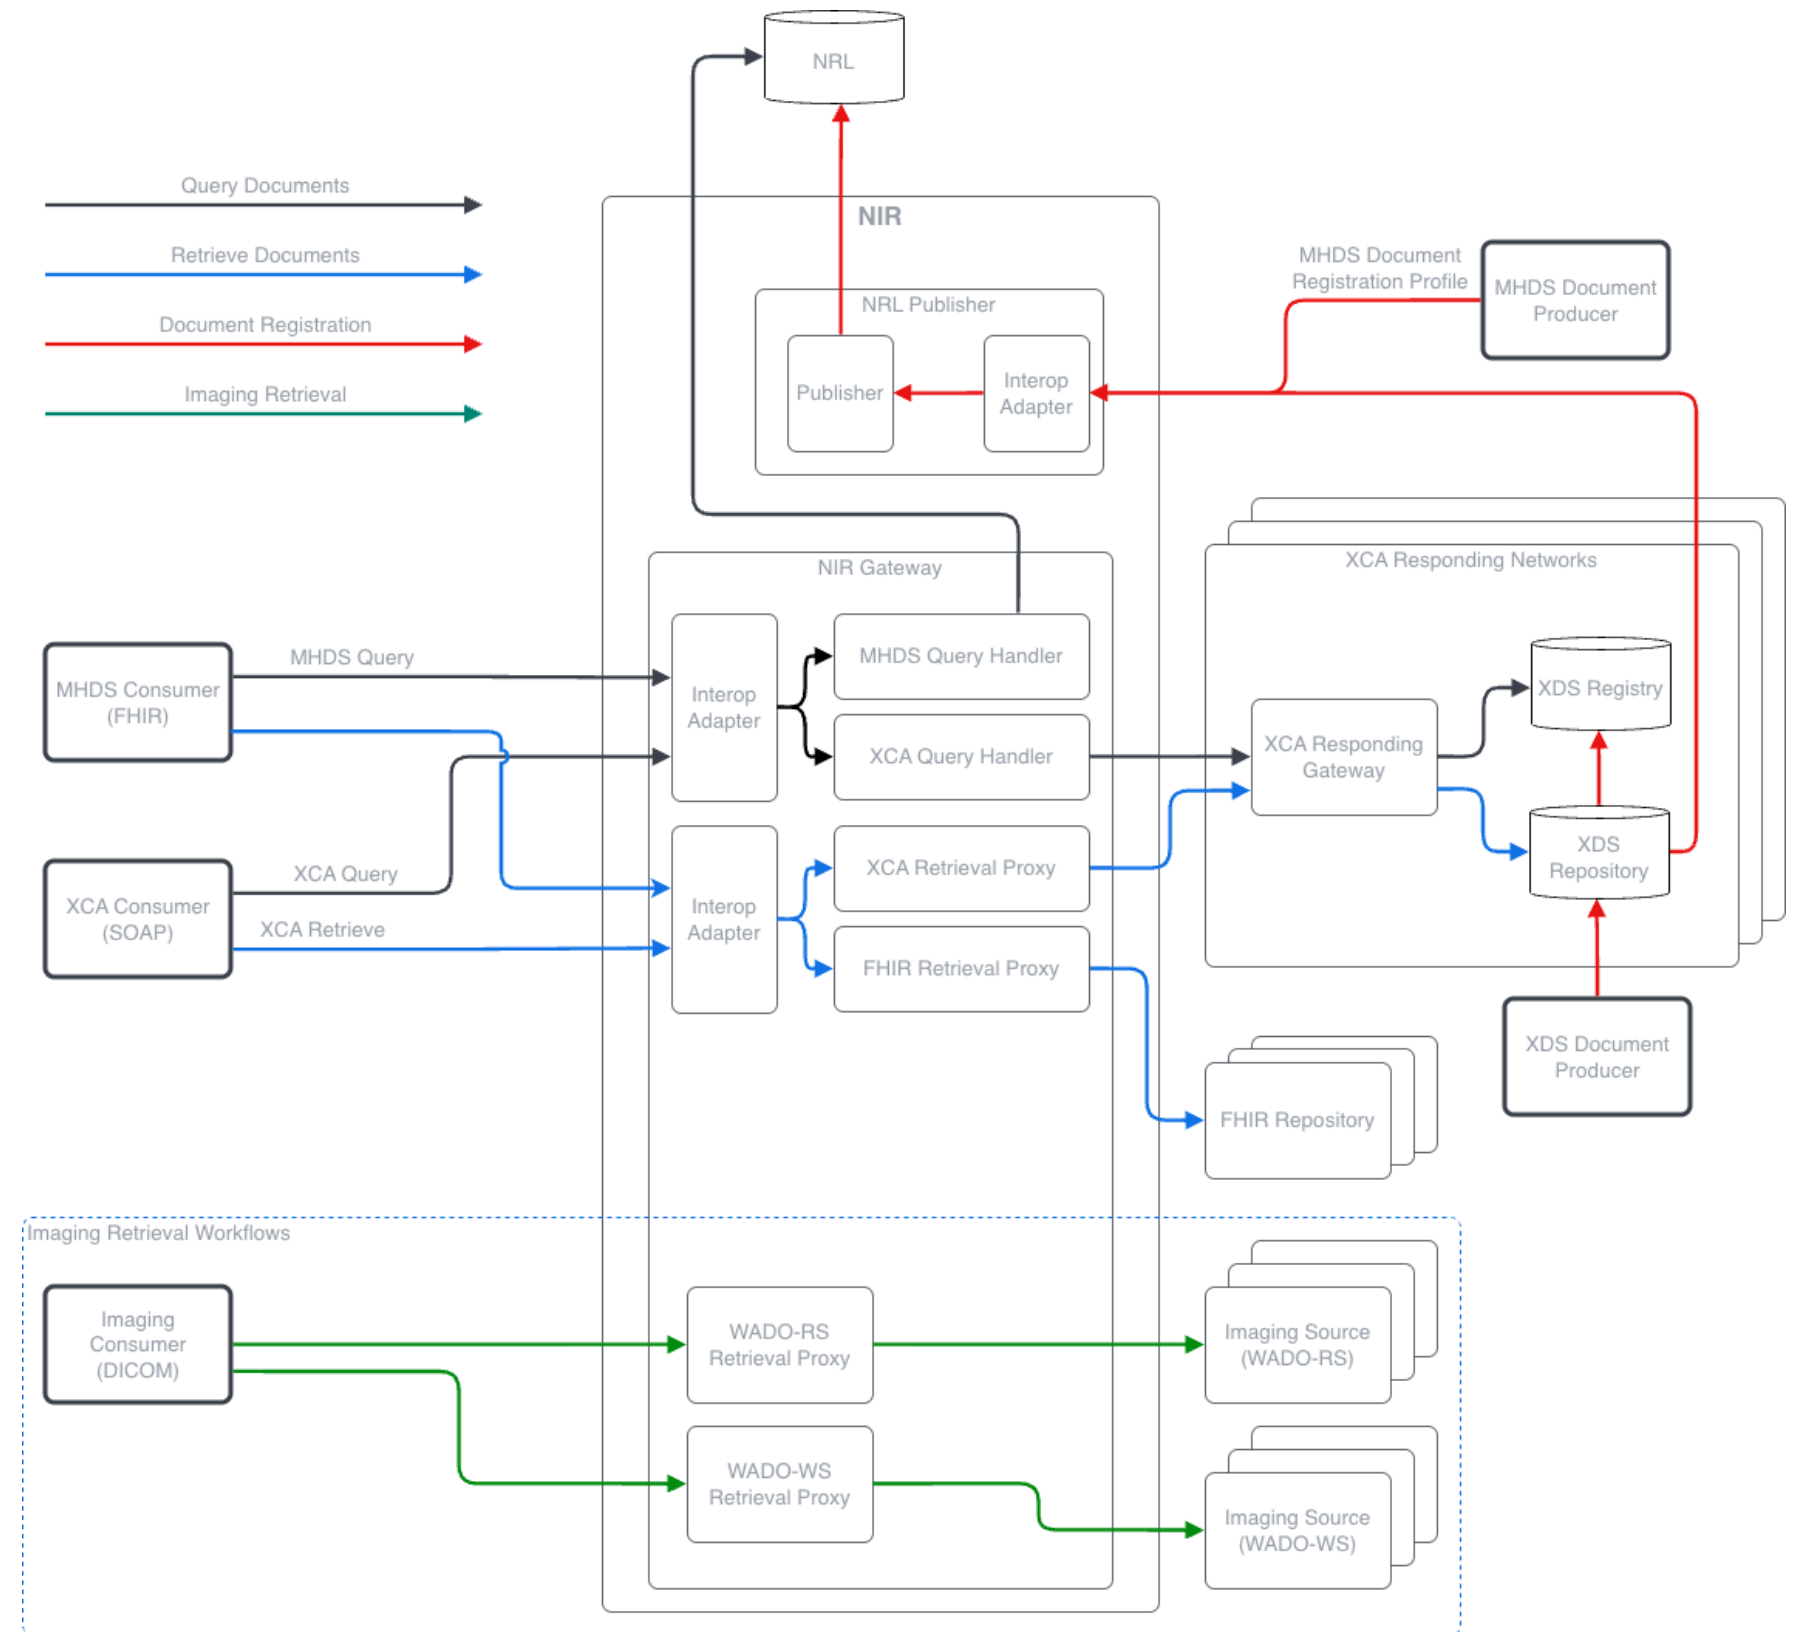 NRL
Query Documents
Retrieve Documents
Document Registration
Imaging Retrieval
NIR
NRL Publisher
Publisher
Interop
Adapter
MHDS Document
Registration Profile
MHDS Document
Producer
NIR Gateway
XCA Responding Networks
MHDS Consumer
(FHIR)
MHDS Query
Interop
Adapter
MHDS Query Handler
XCA Query Handler
XCA Responding
Gateway
XDS Registry
XDS
Repository
XCA Consumer
(SOAP)
XCA Query
XCA Retrieve
Interop
Adapter
XCA Retrieval Proxy
FHIR Retrieval Proxy
XDS Document
Producer
FHIR Repository
Imaging Retrieval Workflows
Imaging
Consumer
(DICOM)
WADO-RS
Retrieval Proxy
Imaging Source
(WADO-RS)
WADO-WS
Retrieval Proxy
Imaging Source
(WADO-WS)